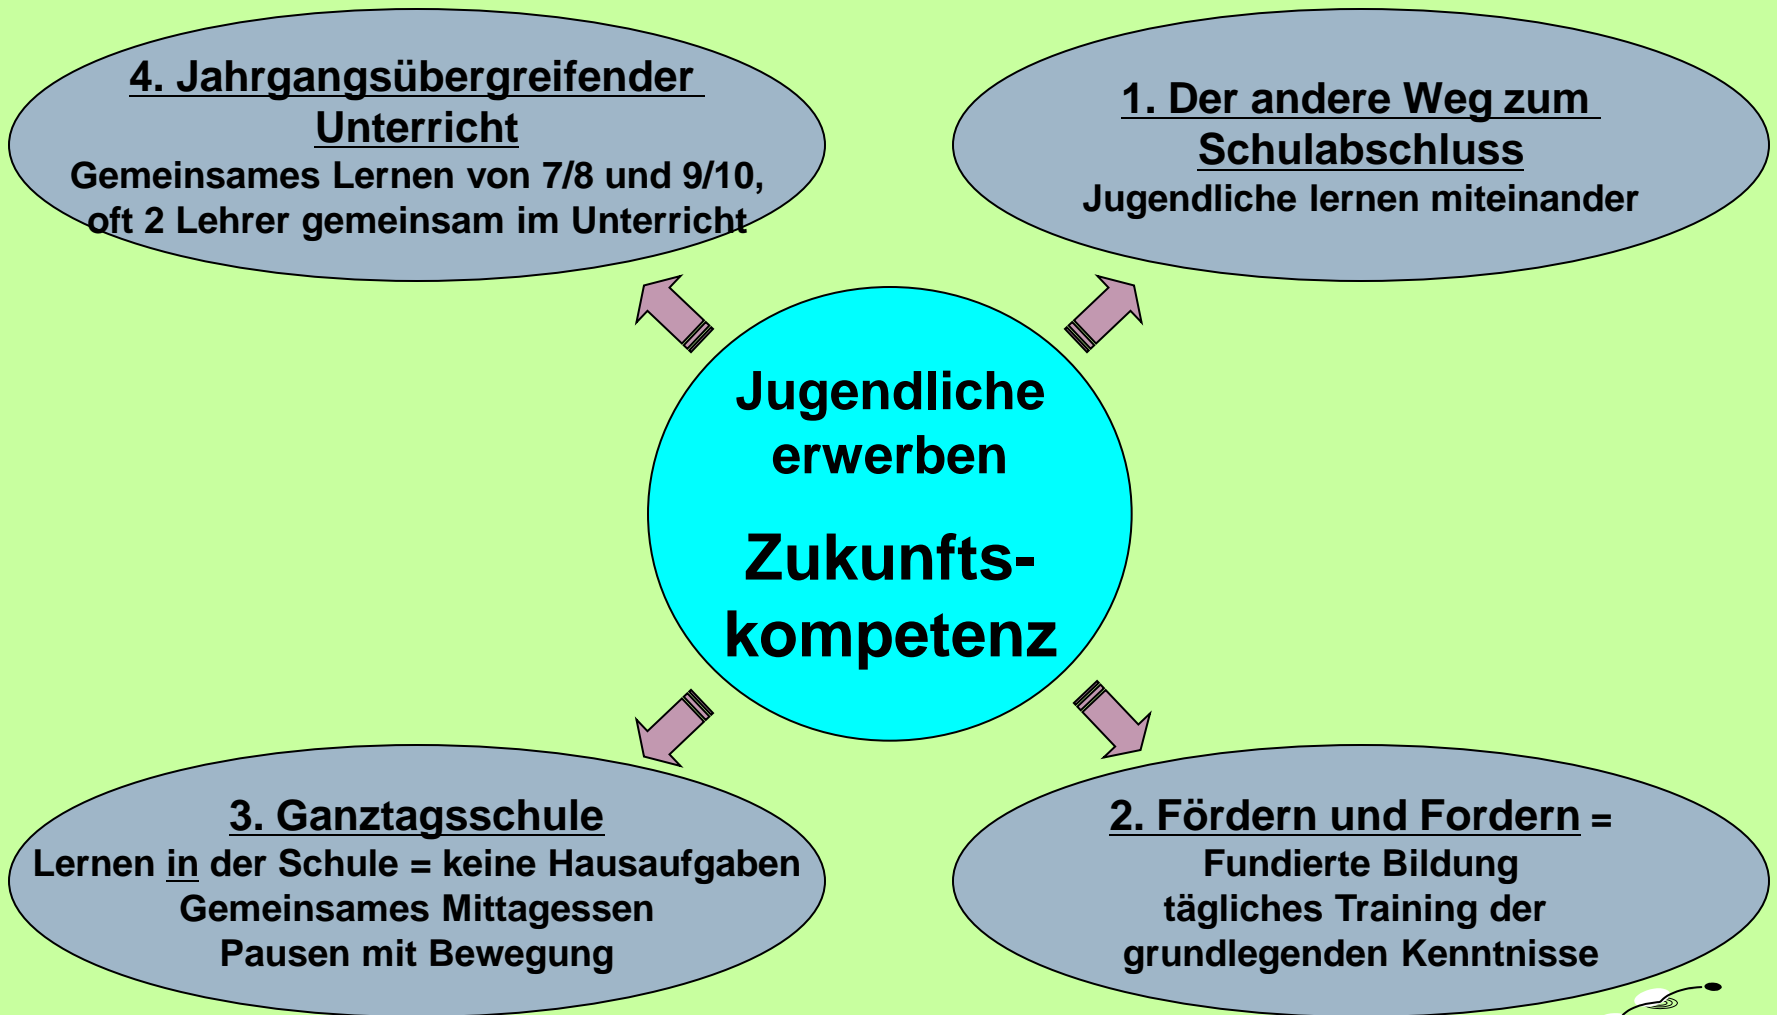 4. Jahrgangsübergreifender
Unterricht
Gemeinsames Lernen von 7/8 und 9/10,
oft 2 Lehrer gemeinsam im Unterricht
1. Der andere Weg zum
Schulabschluss
Jugendliche lernen miteinander
Jugendliche
erwerben
Zukunfts-
kompetenz
3. Ganztagsschule
Lernen in der Schule = keine Hausaufgaben
Gemeinsames Mittagessen
Pausen mit Bewegung
2. Fördern und Fordern =
Fundierte Bildung
tägliches Training der
grundlegenden Kenntnisse